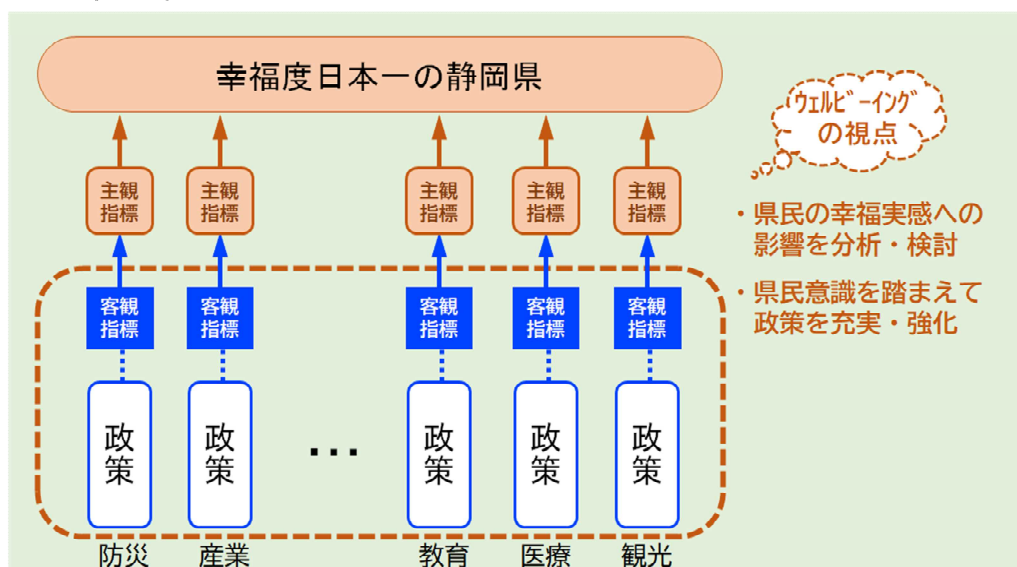 幸福度日本一の静岡県
ウェルビーイング
の視点
主観 主観 主観 主観 主観
指標 指標 指標 指標 指標
・県民の幸福実感への
影響を分析・検討
・県民意識を踏まえて
政策を充実・強化
客観 客観 客観 客観 客観
指標 指標 指標 指標 指標
政策 政策 … 政策 政策 政策
防災 産業 教育 医療 観光